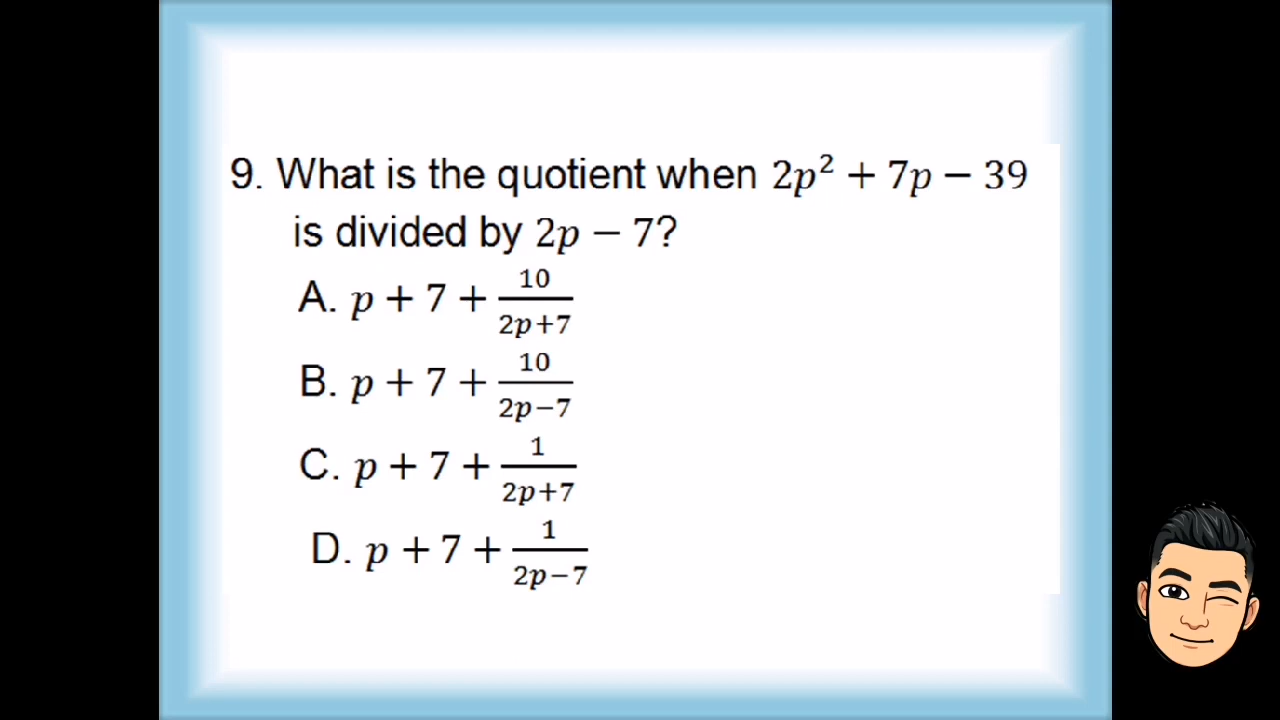 9. What is the quotient when 2p² + 7p − 39
is divided by 2p − 7?
A. p + 7 + 10/(2p+7)
B. p + 7 + 10/(2p−7)
C. p + 7 + 1/(2p+7)
D. p + 7 + 1/(2p−7)